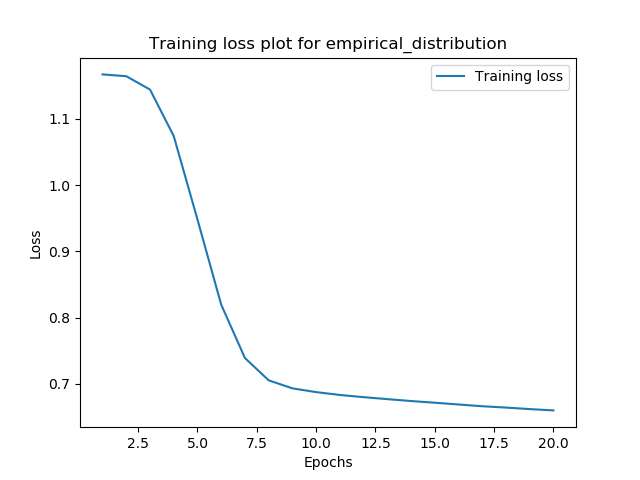 Training loss plot for empirical_distribution
Training loss
1.1
1.0
0.9
0.8
0.7
Loss
2.5 5.0 7.5 10.0 12.5 15.0 17.5 20.0
Epochs